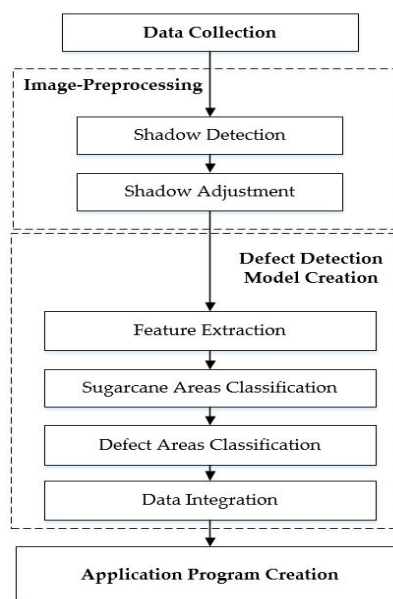 Data Collection
Image-Preprocessing
Shadow Detection
Shadow Adjustment
Defect Detection
Model Creation
Feature Extraction
Sugarcane Areas Classification
Defect Areas Classification
Data Integration
Application Program Creation